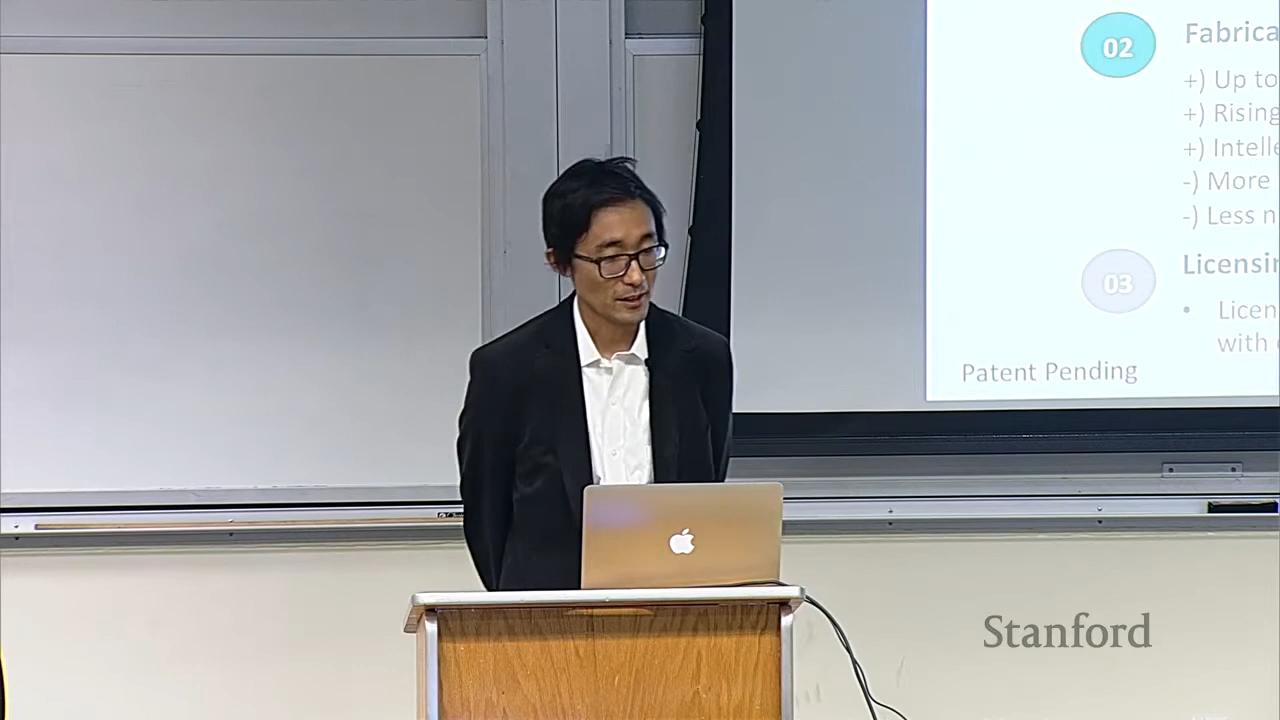 02
Fabrica
+) Up to
+) Rising
+) Intelle
-) More
-) Less n
03
Licensin
• Licen
with
Patent Pending
Stanford